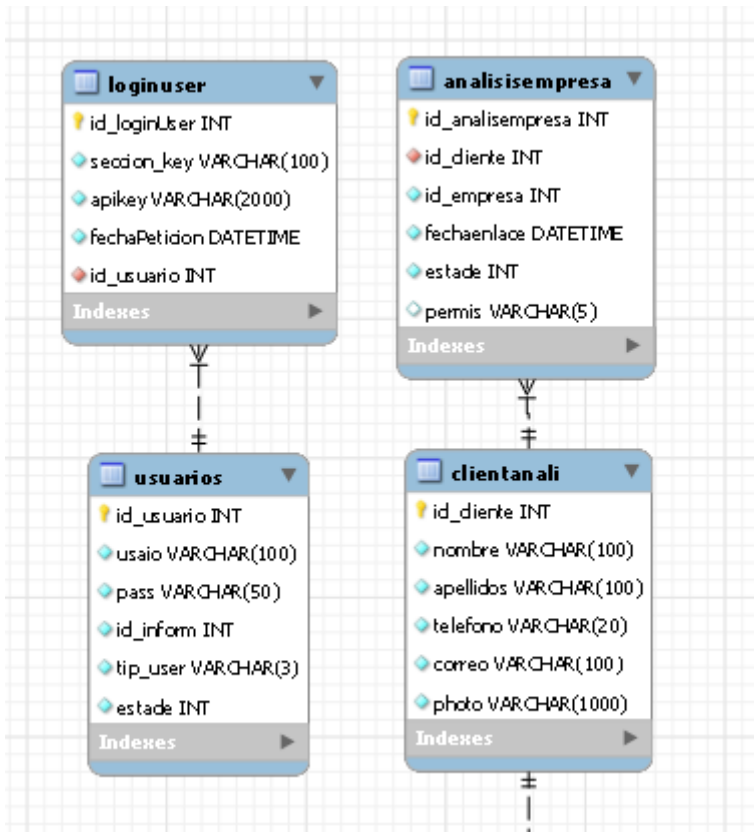 loginuser
id_loginUser INT
seccion_key VARCHAR(100)
apikey VARCHAR(2000)
fechaPeticion DATETIME
id_usuario INT
Indexes
analisisempresa
id_analisempresa INT
id_cliente INT
id_empresa INT
fechaenlace DATETIME
estade INT
permis VARCHAR(5)
Indexes
usuarios
id_usuario INT
usaio VARCHAR(100)
pass VARCHAR(50)
id_inform INT
tip_user VARCHAR(3)
estade INT
Indexes
clientanali
id_cliente INT
nombre VARCHAR(100)
apellidos VARCHAR(100)
telefono VARCHAR(20)
correo VARCHAR(100)
photo VARCHAR(1000)
Indexes